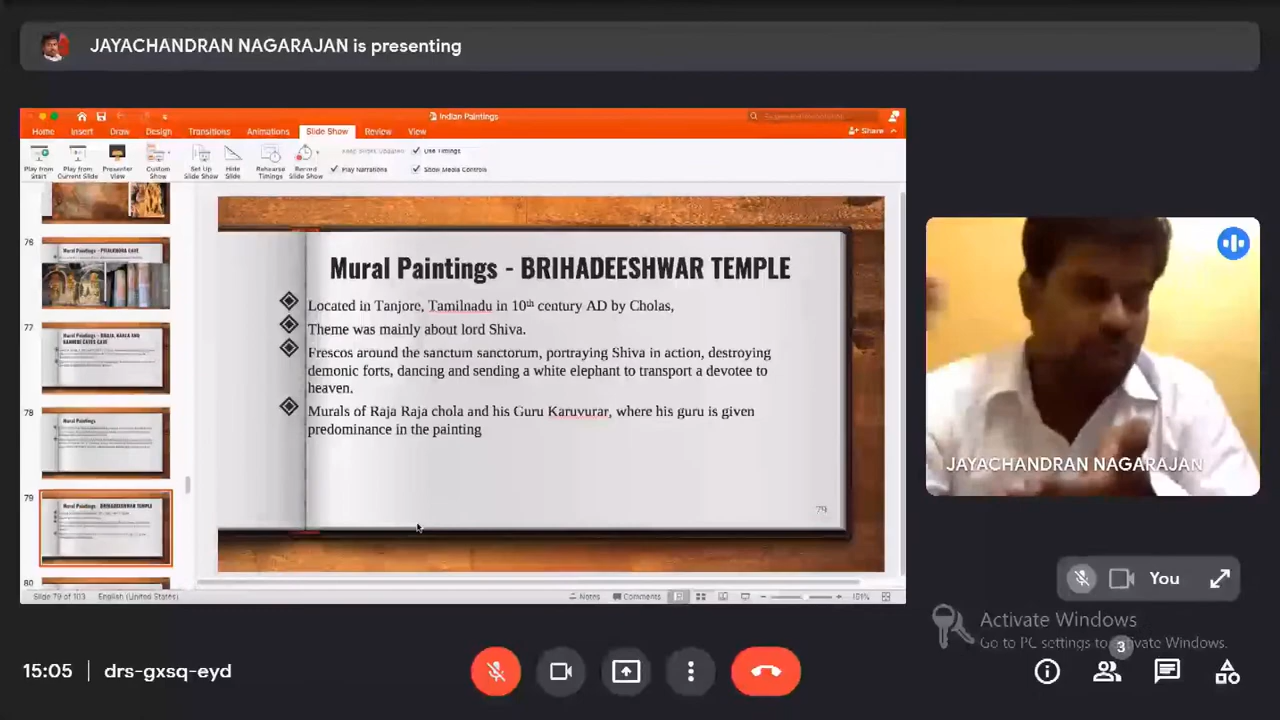 JAYACHANDRAN NAGARAJAN is presenting
Indian Paintings
Home Insert Draw Design Transitions Animations Slide Show Review View
Share
Use Timings
Play from Start
Play from Current Slide
Presenter View
Custom Show
Set Up Slide Show
Hide Slide
Rehearse Timings
Record Slide Show
Play Narrations
Show Media Controls
76
77
78
Mural Paintings
79
Mural Paintings - BRIHADEESHWAR TEMPLE
80
Mural Paintings - BRIHADEESHWAR TEMPLE
Located in Tanjore, Tamilnadu in 10th century AD by Cholas,
Theme was mainly about lord Shiva.
Frescos around the sanctum sanctorum, portraying Shiva in action, destroying
demonic forts, dancing and sending a white elephant to transport a devotee to
heaven.
Murals of Raja Raja chola and his Guru Karuvurar, where his guru is given
predominance in the painting
79
JAYACHANDRAN NAGARAJAN
Slide 79 of 103 English (United States)
Notes Comments
You
Activate Windows
Go to PC settings to activate Windows.
3
15:05 | drs-gxsq-eyd